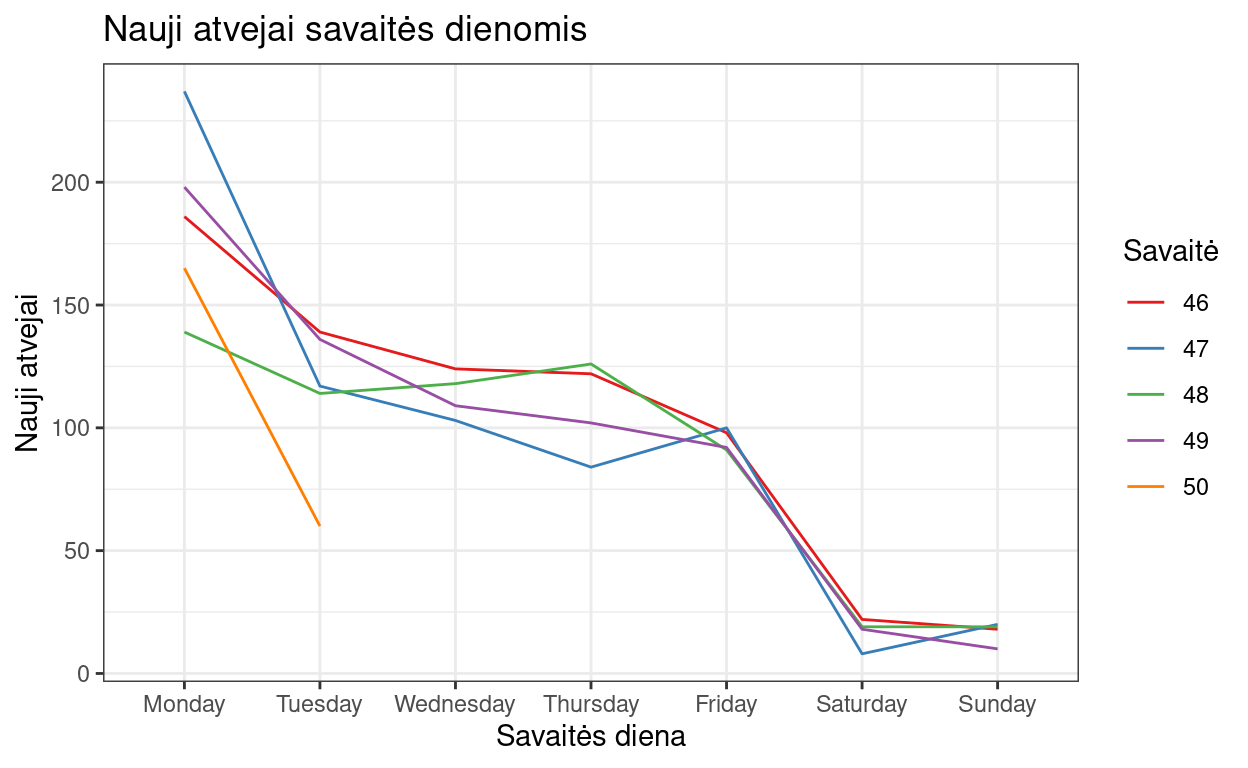 Nauji atvejai savaitės dienomis
Nauji atvejai
200
150
100
50
0
Monday Tuesday Wednesday Thursday Friday Saturday Sunday
Savaitės diena
Savaitė
46
47
48
49
50